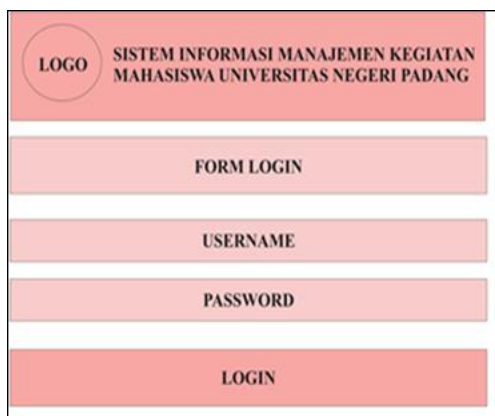 LOGO
SISTEM INFORMASI MANAJEMEN KEGIATAN
MAHASISWA UNIVERSITAS NEGERI PADANG
FORM LOGIN
USERNAME
PASSWORD
LOGIN